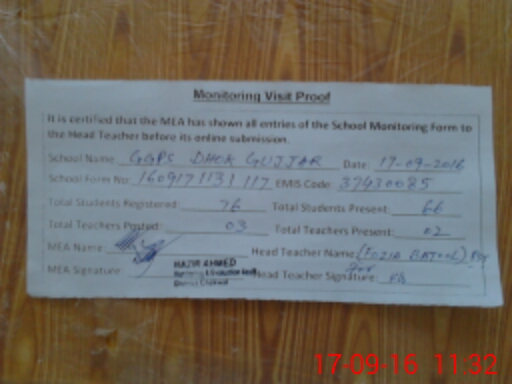 Monitoring Visit Proof
It is certified that the MEA has shown all entries of the School Monitoring Form to
the Head Teacher before its online submission.
School Name GGPS DHOK GUJJAR Date: 17-09-2016
School Form No: 1609171131117 EMIS Code: 37430085
Total Students Registered: 76 Total Students Present: 66
Total Teachers Posted: 03 Total Teachers Present: 02
MEA Name: Head Teacher Name: (FOZIA BATOOL)
MEA Signature: NAZIR AHMED Head Teacher Signature: FB
District Chakwal
17-09-16 11:32